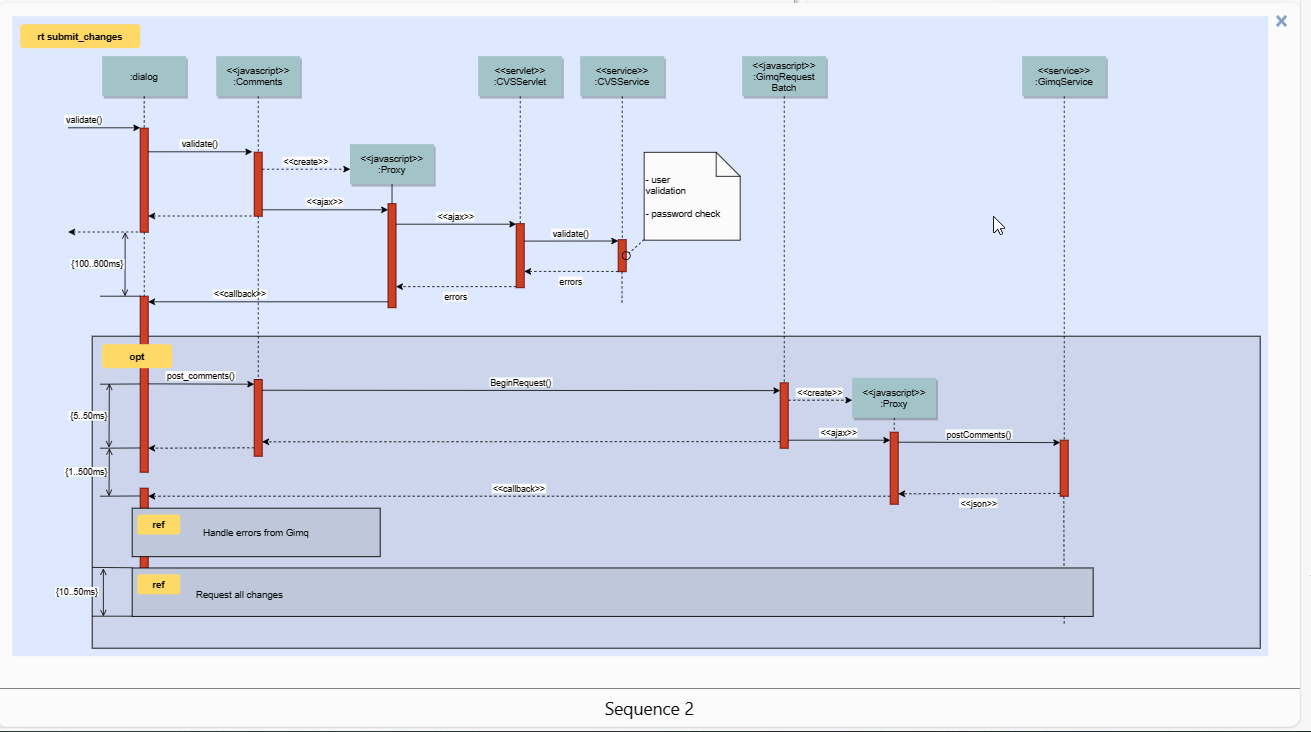 rt submit_changes
:dialog
<<javascript>>
:Comments
<<servlet>>
:CVSServlet
<<service>>
:CVSService
<<javascript>>
:GimqRequest
Batch
<<service>>
:GimqService
validate()
validate()
<<create>>
<<javascript>>
:Proxy
- user
validation
- password check
<<ajax>>
<<ajax>>
validate()
{100..600ms}
errors
errors
<<callback>>
opt
post_comments()
BeginRequest()
<<create>>
<<javascript>>
:Proxy
{5..50ms}
<<ajax>>
postComments()
{1..500ms}
<<callback>>
<<json>>
ref
Handle errors from Gimq
ref
Request all changes
{10..50ms}
Sequence 2